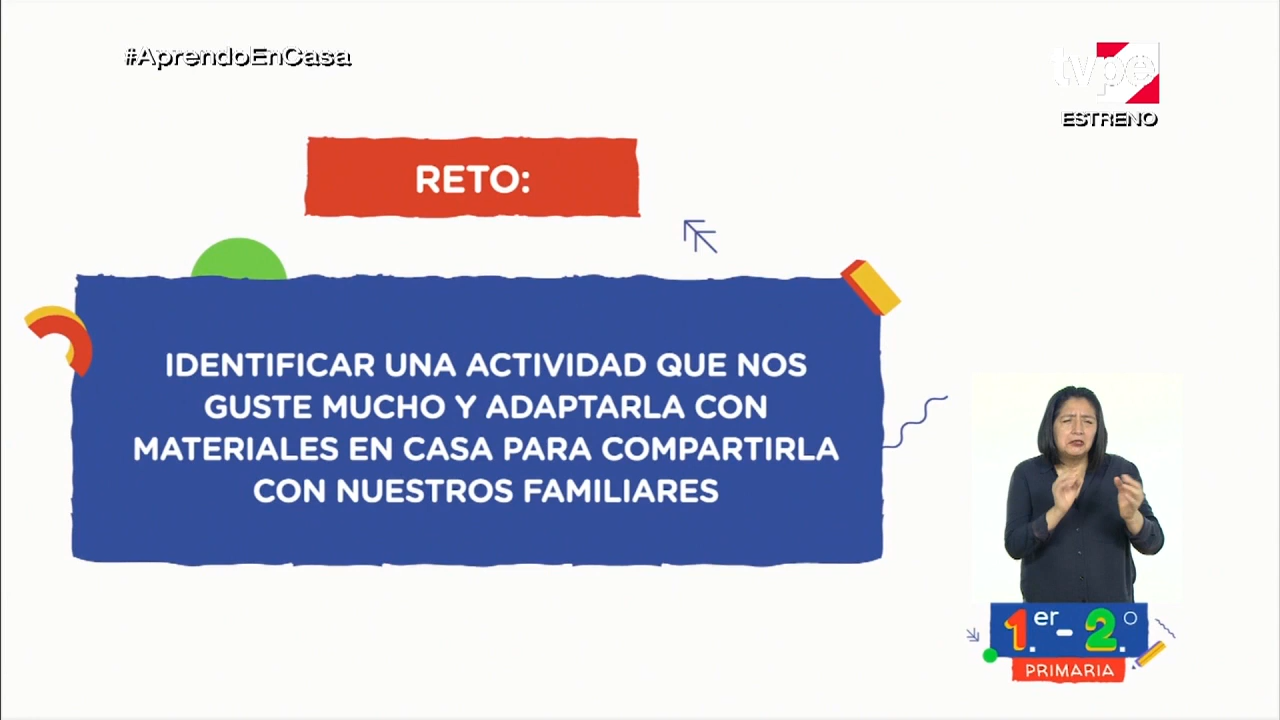 #AprendoEnCasa
tvpe
ESTRENO
RETO:
IDENTIFICAR UNA ACTIVIDAD QUE NOS
GUSTE MUCHO Y ADAPTARLA CON
MATERIALES EN CASA PARA COMPARTIRLA
CON NUESTROS FAMILIARES
1.er - 2.°
PRIMARIA